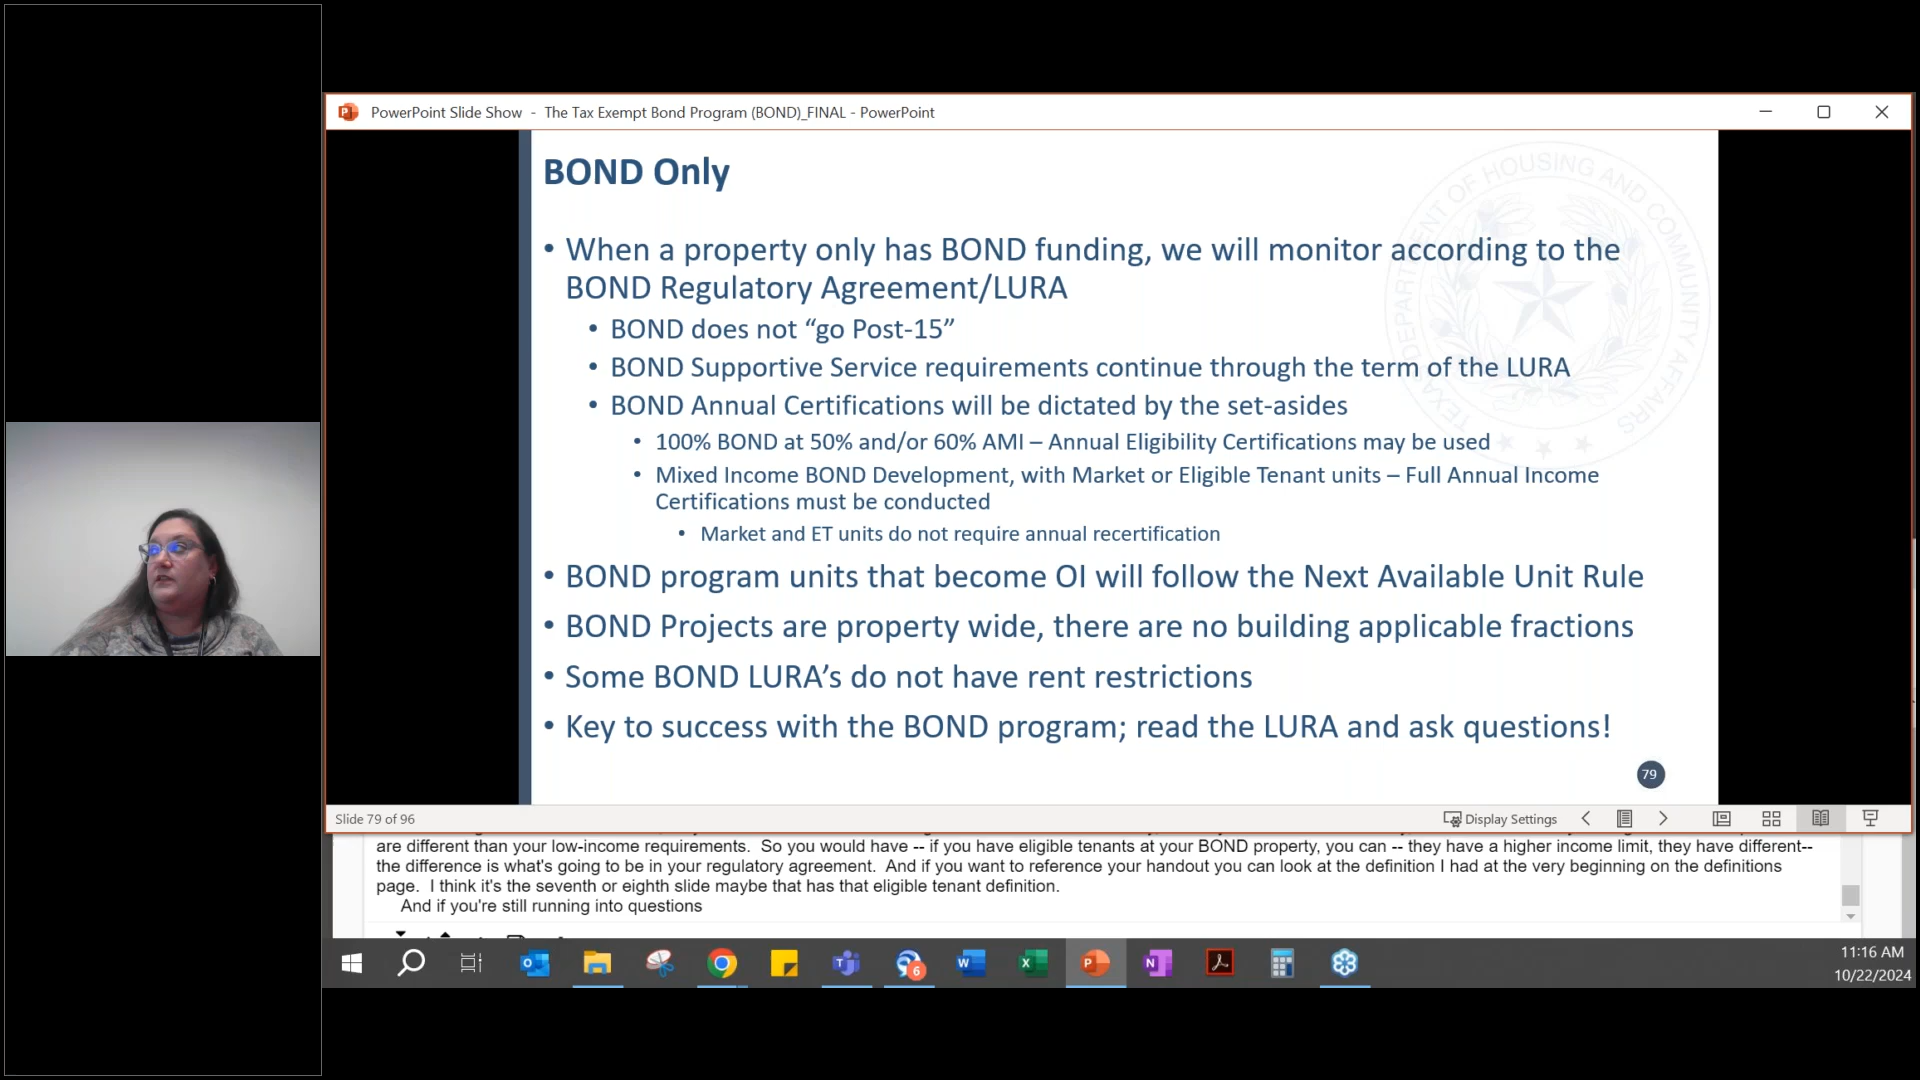 PowerPoint Slide Show - The Tax Exempt Bond Program (BOND)_FINAL - PowerPoint
BOND Only
• When a property only has BOND funding, we will monitor according to the
BOND Regulatory Agreement/LURA
• BOND does not “go Post-15”
• BOND Supportive Service requirements continue through the term of the LURA
• BOND Annual Certifications will be dictated by the set-asides
• 100% BOND at 50% and/or 60% AMI – Annual Eligibility Certifications may be used
• Mixed Income BOND Development, with Market or Eligible Tenant units – Full Annual Income
Certifications must be conducted
• Market and ET units do not require annual recertification
• BOND program units that become OI will follow the Next Available Unit Rule
• BOND Projects are property wide, there are no building applicable fractions
• Some BOND LURA’s do not have rent restrictions
• Key to success with the BOND program; read the LURA and ask questions!
TEXAS DEPARTMENT OF HOUSING AND COMMUNITY AFFAIRS
79
Slide 79 of 96
Display Settings
are different than your low-income requirements. So you would have -- if you have eligible tenants at your BOND property, you can -- they have a higher income limit, they have different--
the difference is what's going to be in your regulatory agreement. And if you want to reference your handout you can look at the definition I had at the very beginning on the definitions
page. I think it's the seventh or eighth slide maybe that has that eligible tenant definition.
And if you're still running into questions
6
11:16 AM
10/22/2024